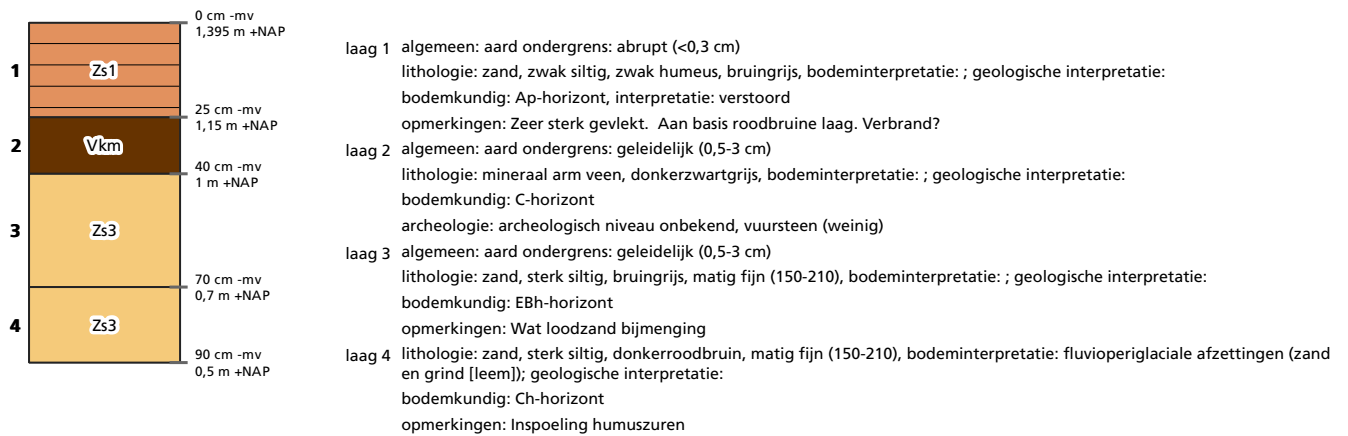 0 cm -mv
1,395 m +NAP
1
Zs1
25 cm -mv
1,15 m +NAP
2
Vkm
40 cm -mv
1 m +NAP
3
Zs3
70 cm -mv
0,7 m +NAP
4
Zs3
90 cm -mv
0,5 m +NAP
laag 1 algemeen: aard ondergrens: abrupt (<0,3 cm)
lithologie: zand, zwak siltig, zwak humeus, bruingrijs, bodeminterpretatie: ; geologische interpretatie:
bodemkundig: Ap-horizont, interpretatie: verstoord
opmerkingen: Zeer sterk gevlekt. Aan basis roodbruine laag. Verbrand?
laag 2 algemeen: aard ondergrens: geleidelijk (0,5-3 cm)
lithologie: mineraal arm veen, donkerzwartgrijs, bodeminterpretatie: ; geologische interpretatie:
bodemkundig: C-horizont
archeologie: archeologisch niveau onbekend, vuursteen (weinig)
laag 3 algemeen: aard ondergrens: geleidelijk (0,5-3 cm)
lithologie: zand, sterk siltig, bruingrijs, matig fijn (150-210), bodeminterpretatie: ; geologische interpretatie:
bodemkundig: EBh-horizont
opmerkingen: Wat loodzand bijmenging
laag 4 lithologie: zand, sterk siltig, donkerroodbruin, matig fijn (150-210), bodeminterpretatie: fluvioperiglaciale afzettingen (zand
en grind [leem]); geologische interpretatie:
bodemkundig: Ch-horizont
opmerkingen: Inspoeling humuszuren